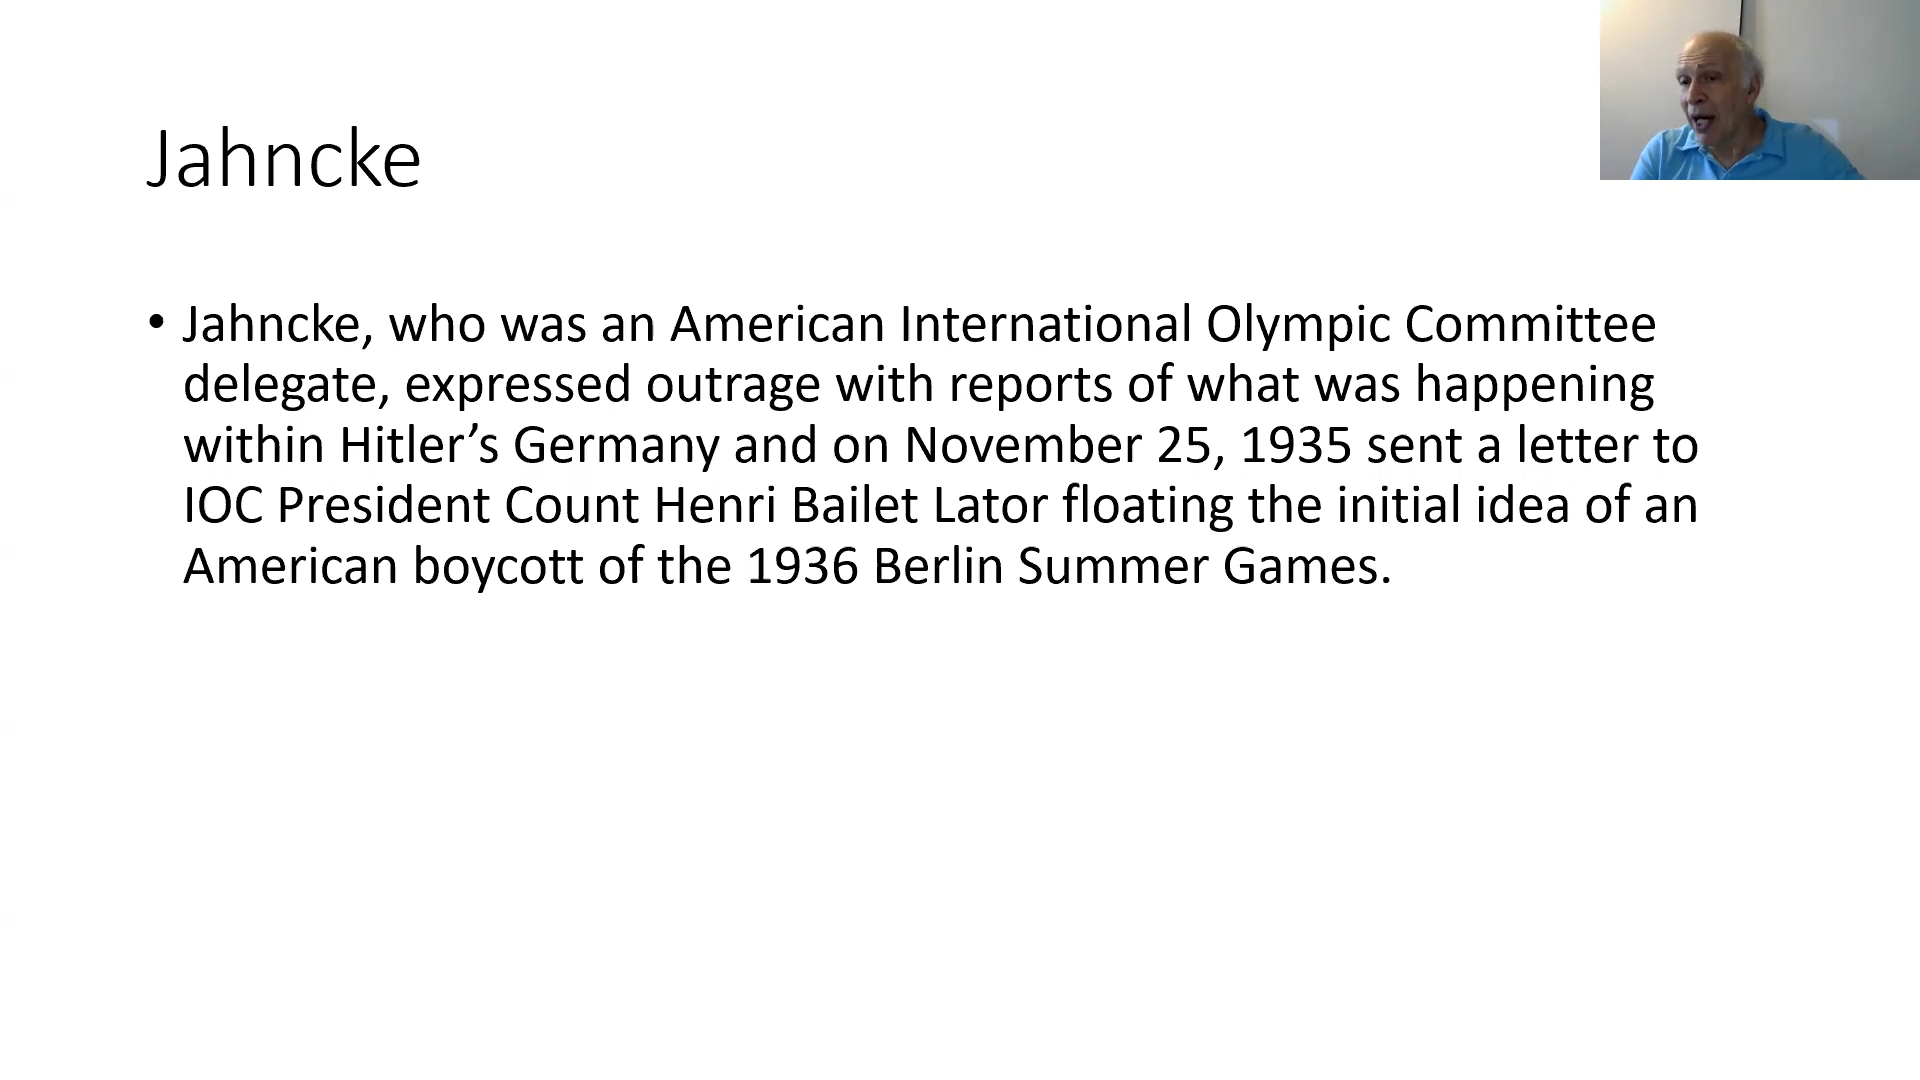 Jahncke
• Jahncke, who was an American International Olympic Committee
delegate, expressed outrage with reports of what was happening
within Hitler’s Germany and on November 25, 1935 sent a letter to
IOC President Count Henri Bailet Lator floating the initial idea of an
American boycott of the 1936 Berlin Summer Games.